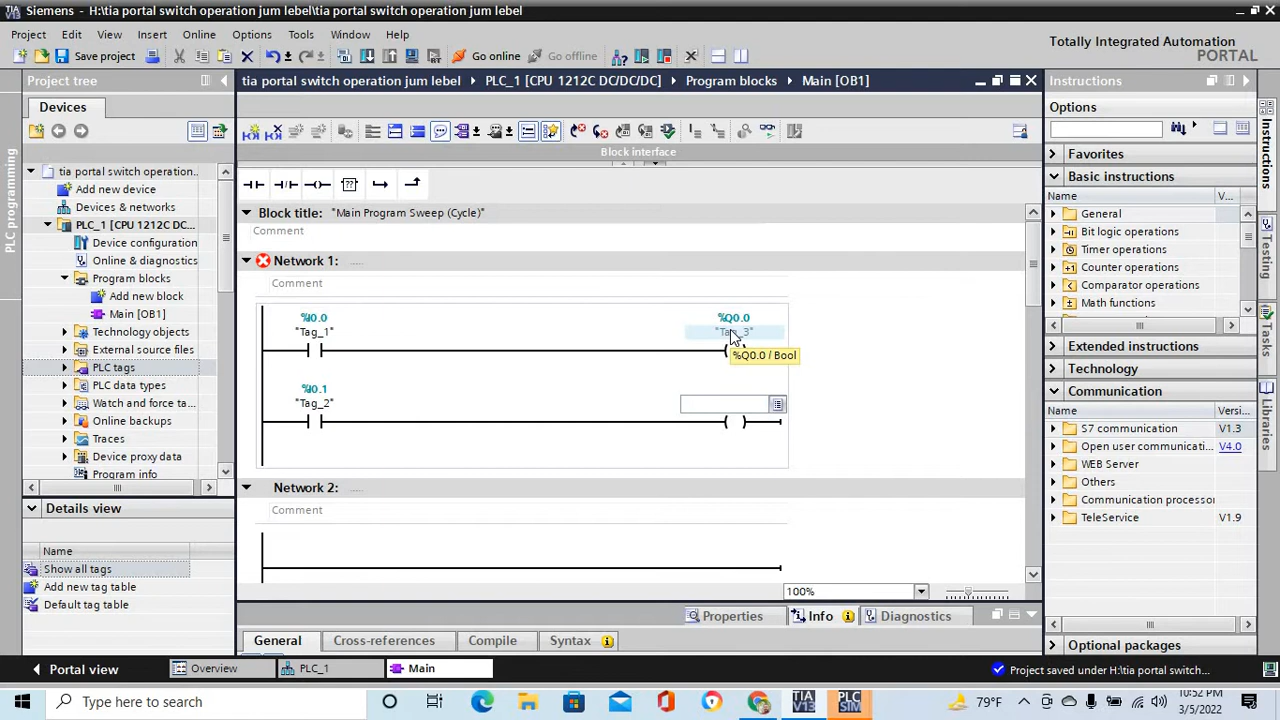 Siemens - H:\tia portal switch operation jum lebel\tia portal switch operation jum lebel
Project Edit View Insert Online Options Tools Window Help
Totally Integrated Automation
PORTAL
Save project
Go online
Go offline
Project tree
tia portal switch operation jum lebel PLC_1 [CPU 1212C DC/DC/DC] Program blocks Main [OB1]
Instructions
Devices
Options
PLC programming
Block interface
tia portal switch operation...
Add new device
Devices & networks
PLC_1 [CPU 1212C DC...
Device configuration
Online & diagnostics
Program blocks
Add new block
Main [OB1]
Technology objects
External source files
PLC tags
PLC data types
Watch and force ta...
Online backups
Traces
Device proxy data
Program info
Details view
Name
Show all tags
Add new tag table
Default tag table
??
Block title: "Main Program Sweep (Cycle)"
Comment
Network 1: .....
Comment
%I0.0
"Tag_1"
%Q0.0
%Q0.0 / Bool
%I0.1
"Tag_2"
Network 2: .....
Comment
100%
Properties
Info
Diagnostics
General
Cross-references
Compile
Syntax
Favorites
Basic instructions
Name V...
General
Bit logic operations
Timer operations
Counter operations
Comparator operations
Math functions
Extended instructions
Technology
Communication
Name Versi...
S7 communication V1.3
Open user communicati... V4.0
WEB Server
Others
Communication processor
TeleService V1.9
Optional packages
Instructions
Testing
Tasks
Libraries
Portal view
Overview
PLC_1
Main
Project saved under H:\tia portal switch...
Type here to search
TIA
V13
PLC
SIM
79°F
10:52 PM
3/5/2022